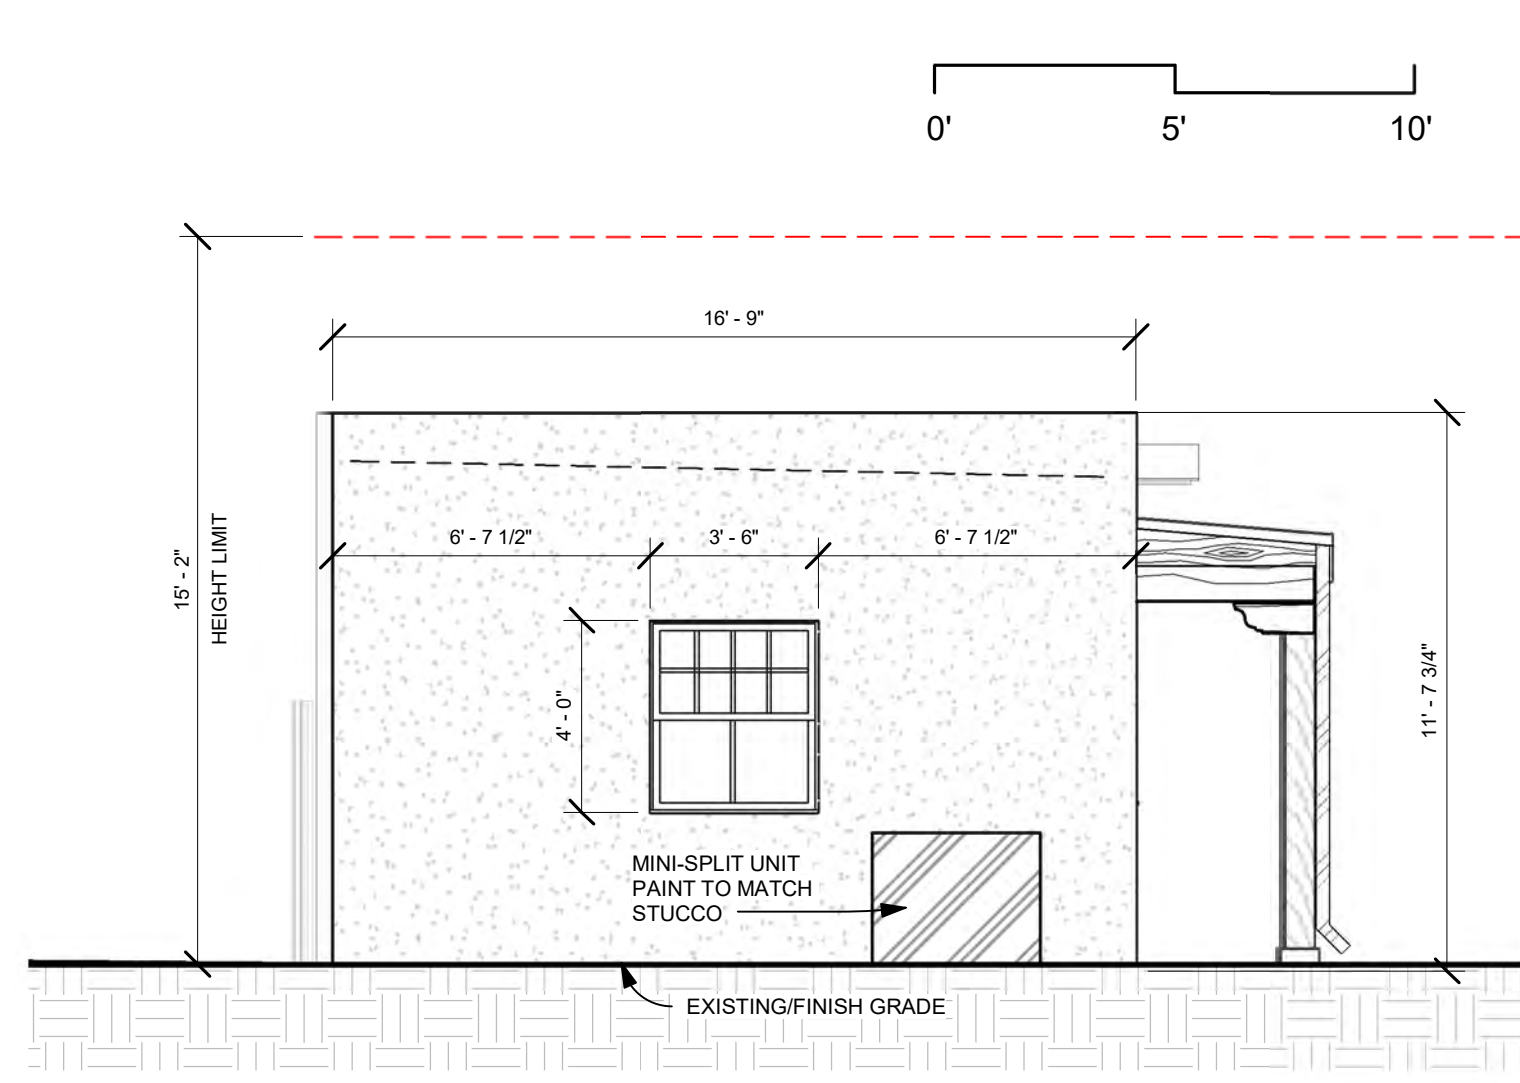 0' 5' 10'
16' - 9"
6' - 7 1/2" 3' - 6" 6' - 7 1/2"
15' - 2"
HEIGHT LIMIT
4' - 0"
11' - 7 3/4"
MINI-SPLIT UNIT
PAINT TO MATCH
STUCCO
EXISTING/FINISH GRADE